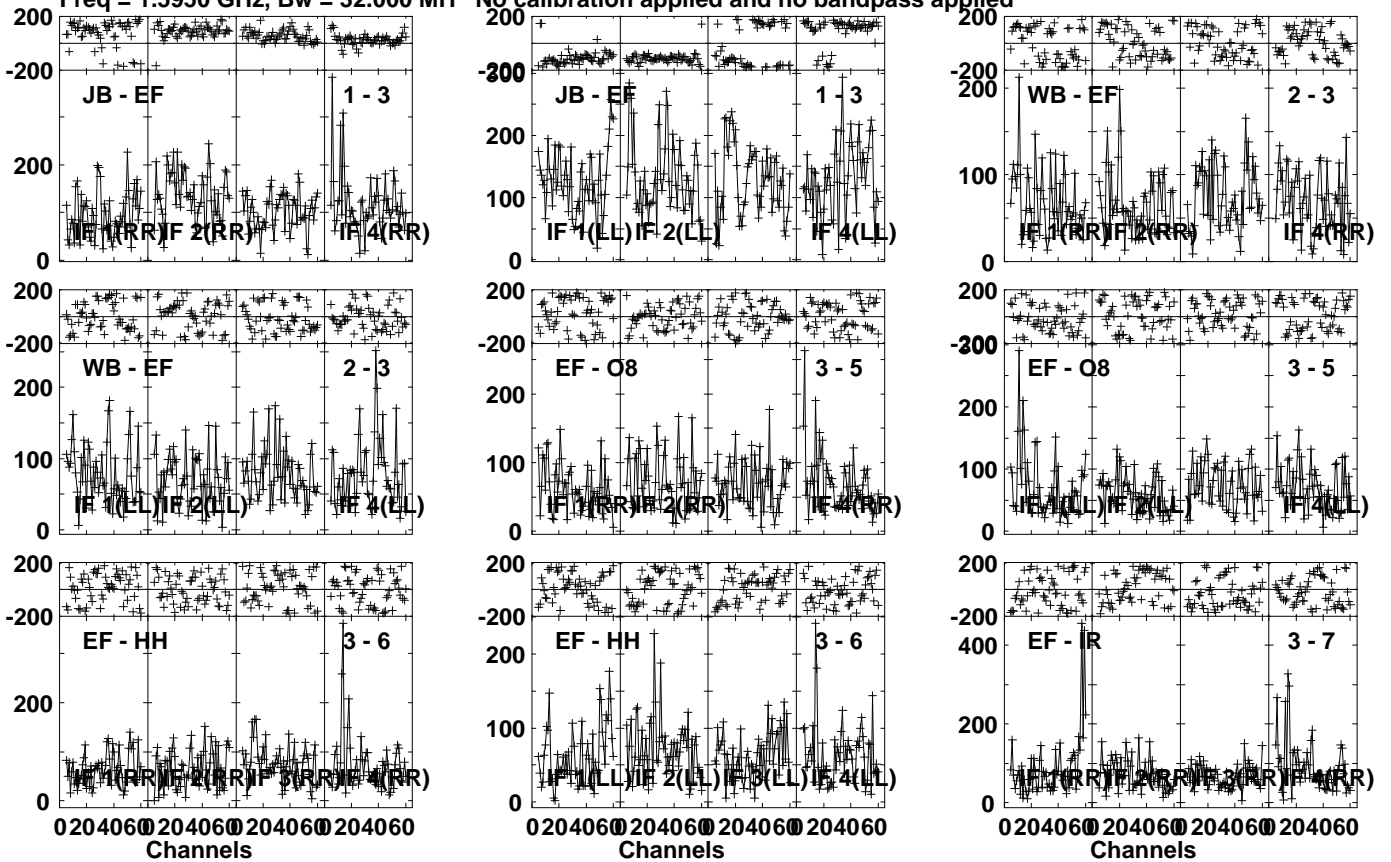 Freq = 1.5950 GHz, Bw = 32.000 MH No calibration applied and no bandpass applied
200
-200
JB - EF 1 - 3
200
0
IF 1(RR) IF 2(RR) IF 4(RR)
-200
300
JB - EF 1 - 3
200
100
0
IF 1(LL) IF 2(LL) IF 4(LL)
200
-200
WB - EF 2 - 3
200
100
0
IF 1(RR) IF 2(RR) IF 4(RR)
200
-200
WB - EF 2 - 3
200
100
0
IF 1(LL) IF 2(LL) IF 4(LL)
200
-200
EF - O8 3 - 5
200
100
0
IF 1(RR) IF 2(RR) IF 4(RR)
200
-200
300
EF - O8 3 - 5
200
100
0
IF 1(LL) IF 2(LL) IF 4(LL)
200
-200
EF - HH 3 - 6
200
0
IF 1(RR) IF 2(RR) IF 3(RR) IF 4(RR)
0 20 40 60 0 20 40 60 0 20 40 60 0 20 40 60
Channels
200
-200
EF - HH 3 - 6
200
100
0
IF 1(LL) IF 2(LL) IF 3(LL) IF 4(LL)
0 20 40 60 0 20 40 60 0 20 40 60 0 20 40 60
Channels
200
-200
EF - IR 3 - 7
400
200
0
IF 1(RR) IF 2(RR) IF 3(RR) IF 4(RR)
0 20 40 60 0 20 40 60 0 20 40 60 0 20 40 60
Channels